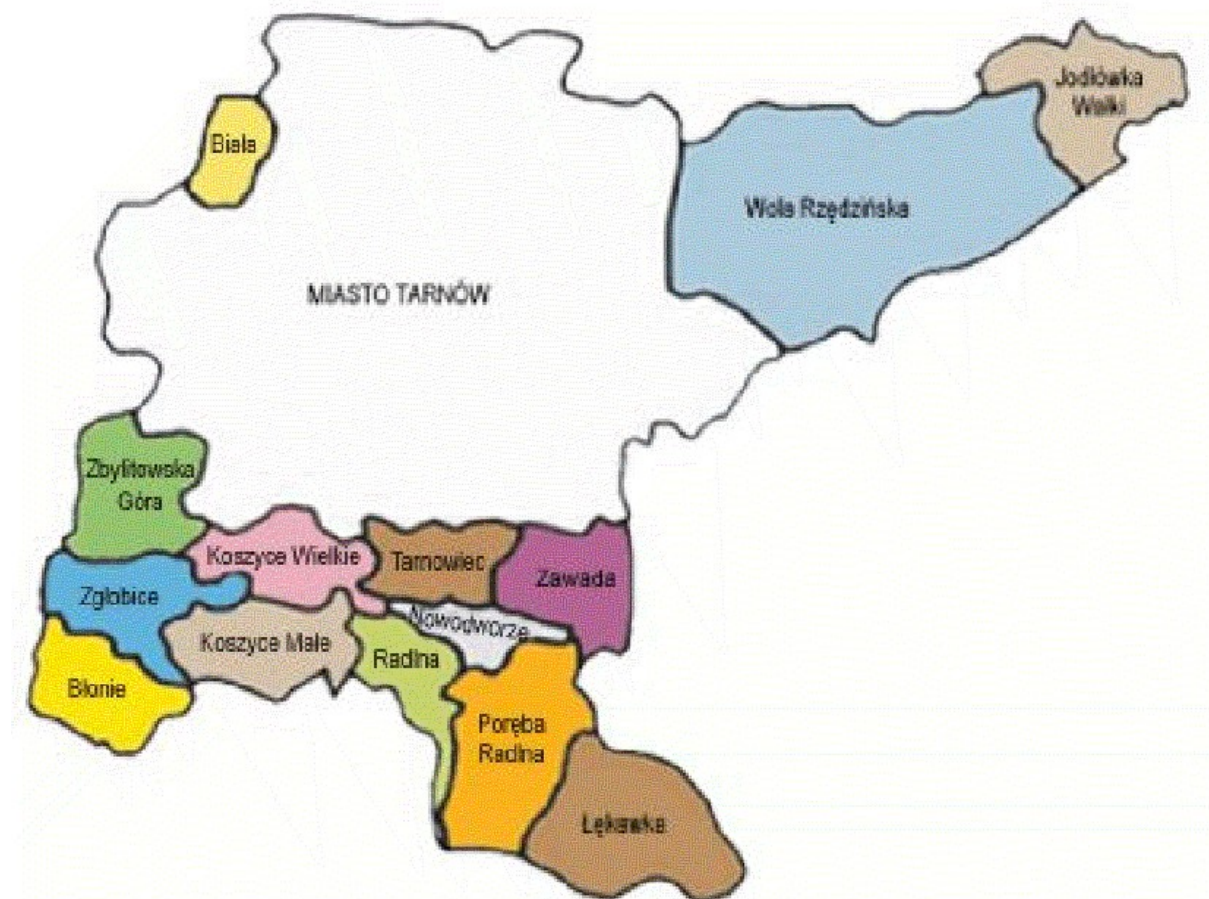 Jodłówka
Wałki
Biała
Wola Rzędzińska
MIASTO TARNÓW
Zbylitowska
Góra
Koszyce Wielkie
Tarnowiec
Zawada
Zgłobice
Nowodworze
Koszyce Małe
Radlna
Błonie
Poręba
Radlna
Łękawka